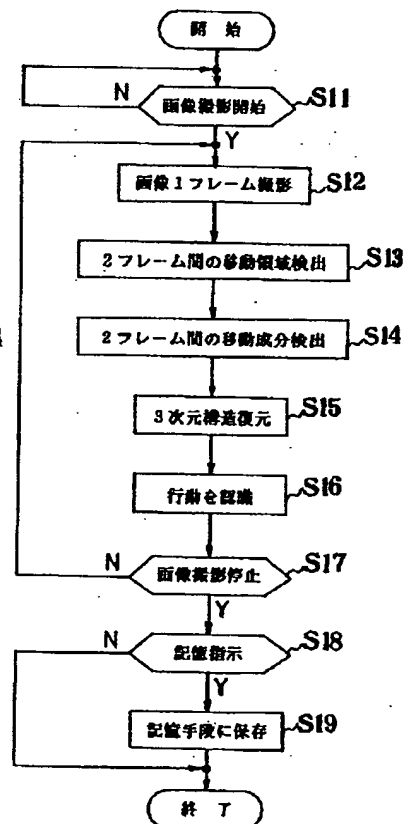 開 始
N
画像撮影開始
S11
Y
画像1フレーム撮影
S12
2フレーム間の移動領域検出
S13
2フレーム間の移動成分検出
S14
3次元構造復元
S15
行動を認識
S16
N
画像撮影停止
S17
Y
N
記憶指示
S18
Y
記憶手段に保存
S19
終 了